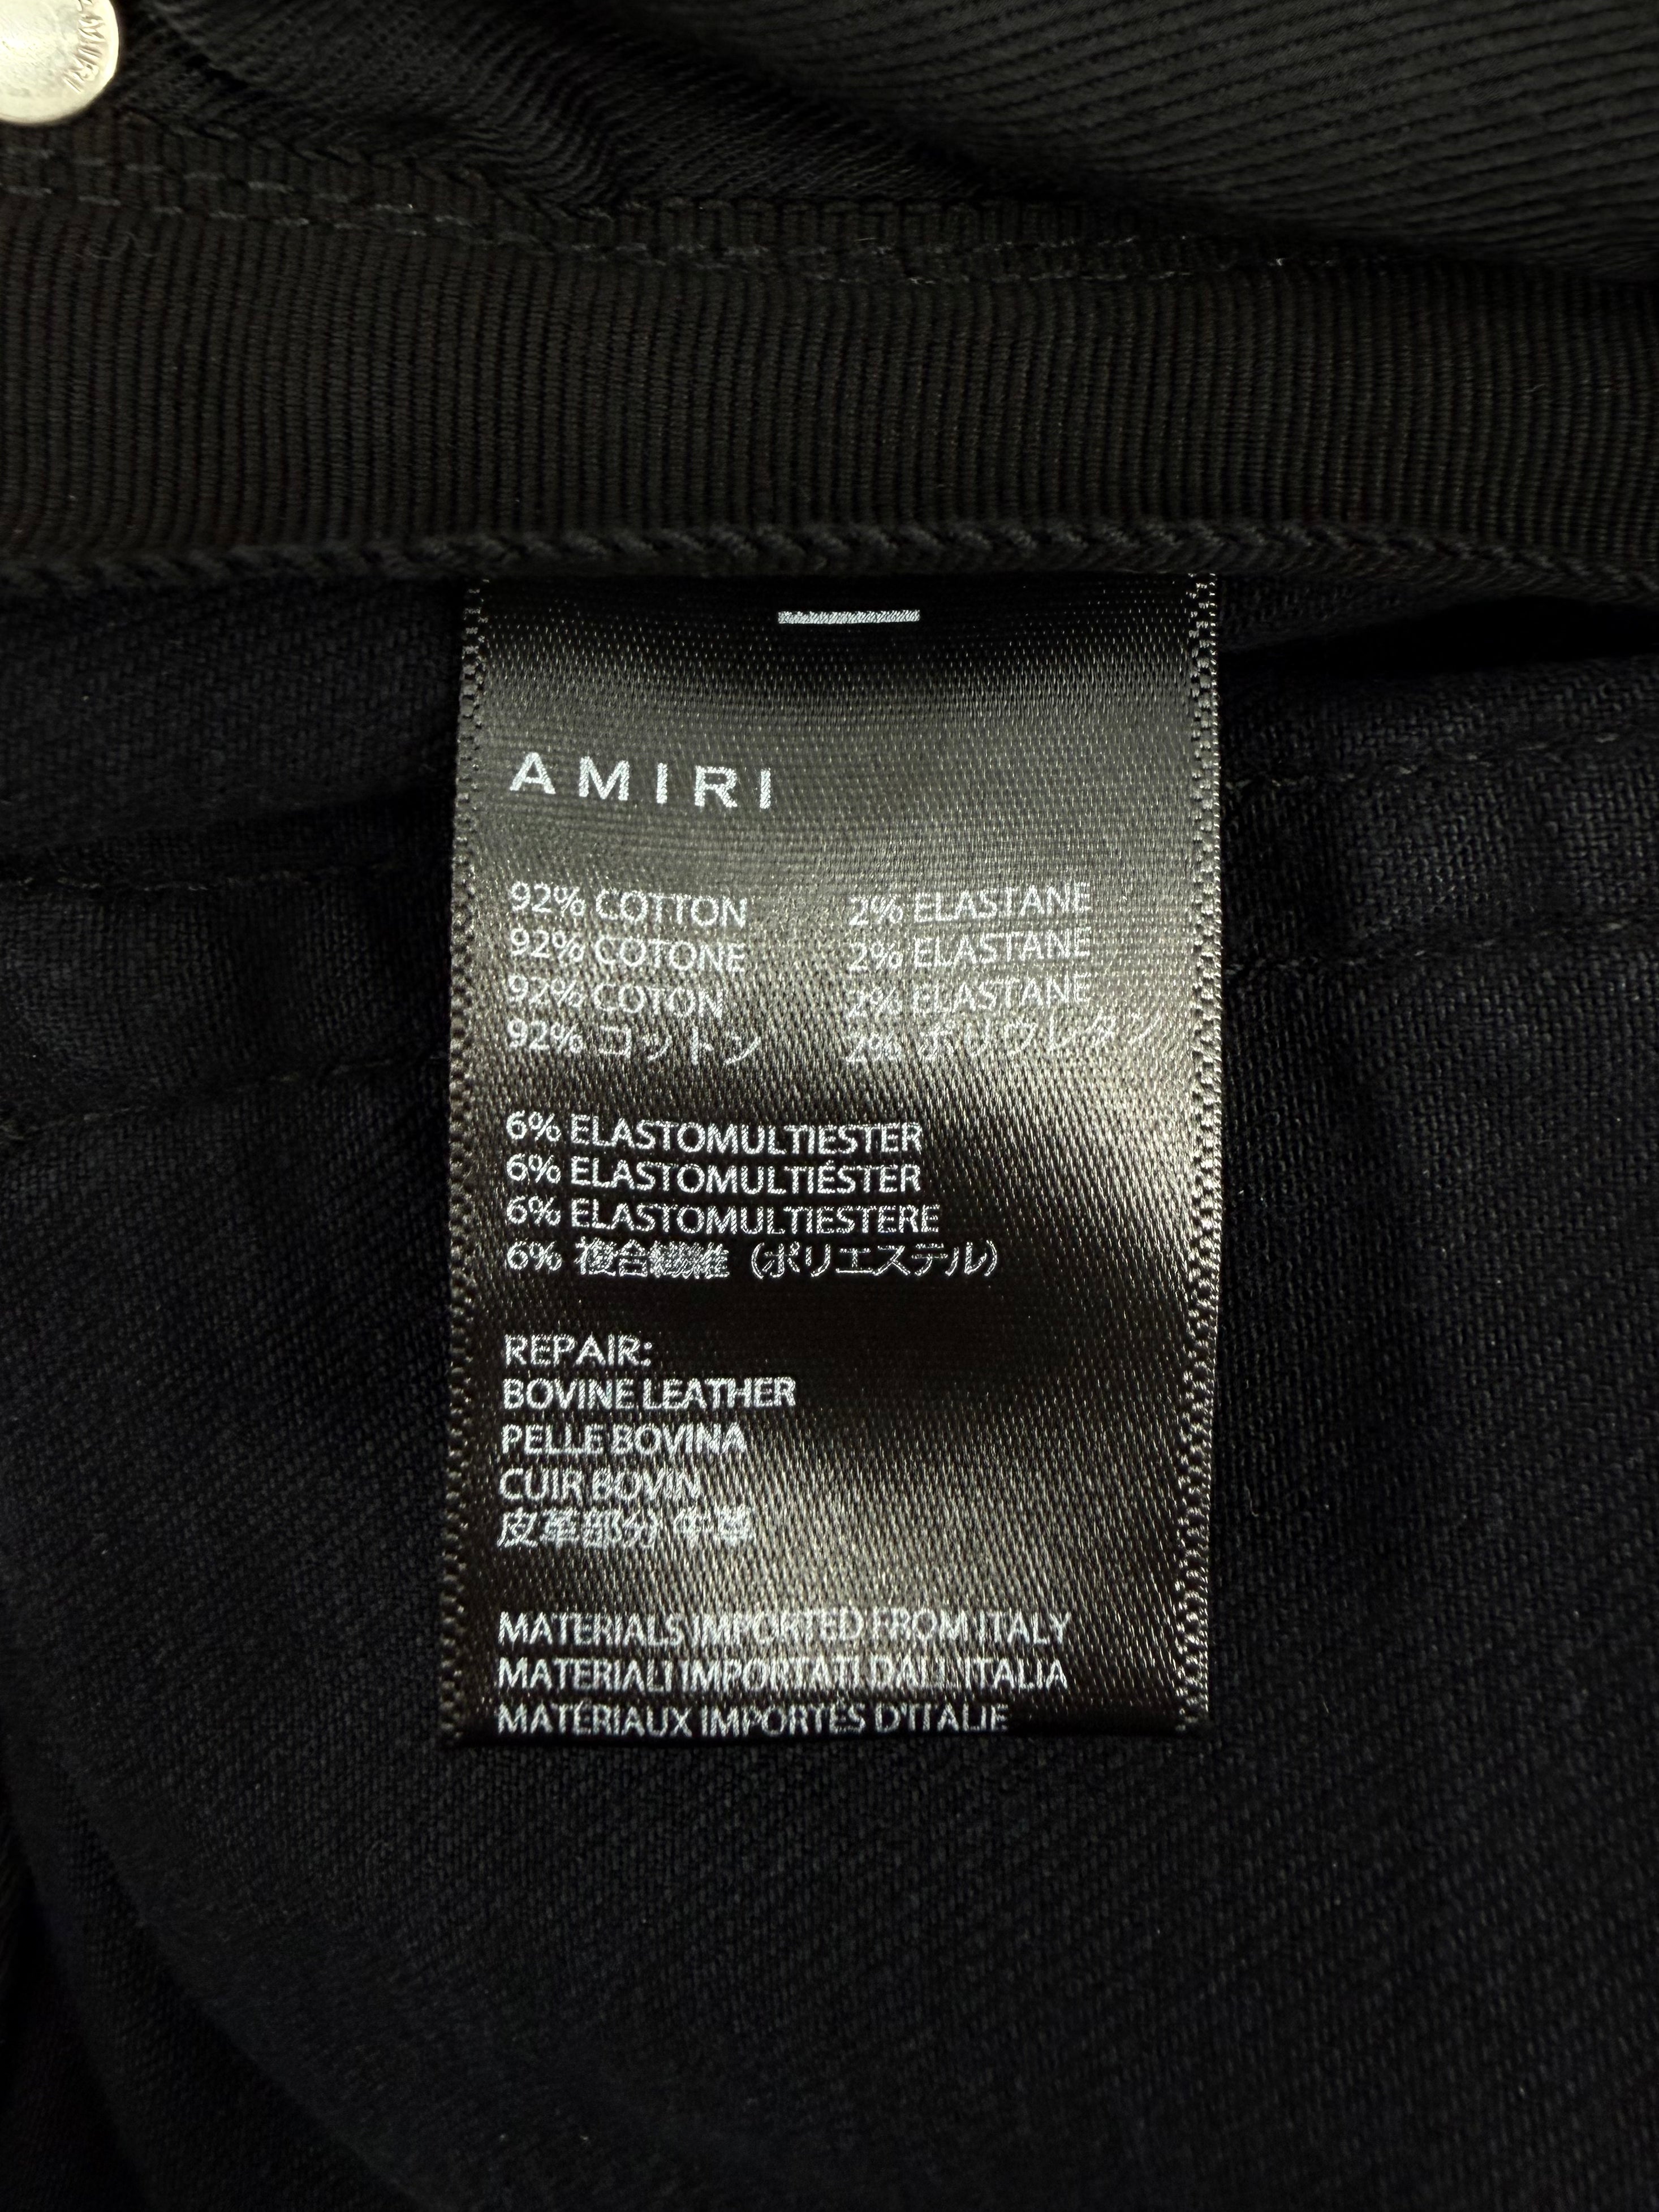 AMIRI
AMIRI
92% COTTON 2% ELASTANE
92% COTONE 2% ELASTANE
92% COTON 2% ELASTANE
92% コットン 2% ポリウレタン
6% ELASTOMULTIESTER
6% ELASTOMULTIÉSTER
6% ELASTOMULTIESTERE
6% 複合繊維 (ポリエステル)
REPAIR:
BOVINE LEATHER
PELLE BOVINA
CUIR BOVIN
皮革部分 牛革
MATERIALS IMPORTED FROM ITALY
MATERIALI IMPORTATI DALL'ITALIA
MATÉRIAUX IMPORTÉS D'ITALIE